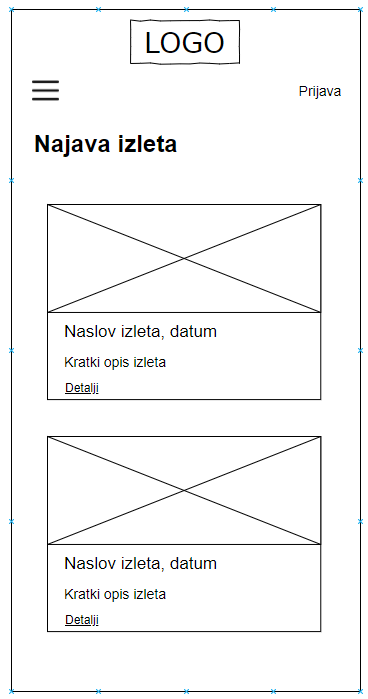 LOGO
Prijava
Najava izleta
Naslov izleta, datum
Kratki opis izleta
Detalji
Naslov izleta, datum
Kratki opis izleta
Detalji